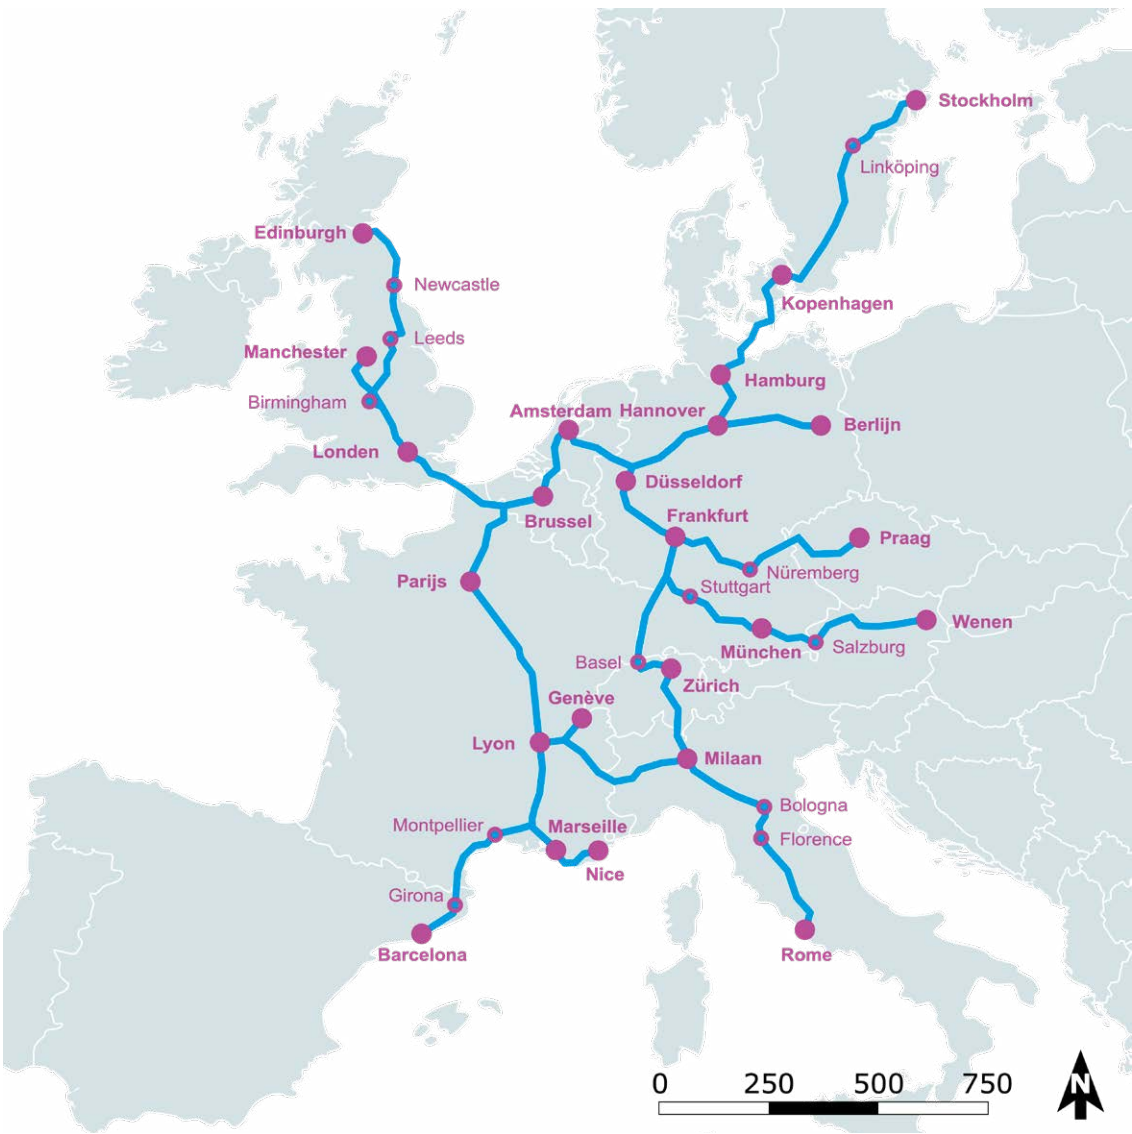 Stockholm
Linköping
Edinburgh
Newcastle
Kopenhagen
Leeds
Manchester
Hamburg
Birmingham
Amsterdam
Hannover
Berlijn
Londen
Düsseldorf
Brussel
Frankfurt
Praag
Nüremberg
Parijs
Stuttgart
Wenen
Salzburg
München
Basel
Zürich
Genève
Lyon
Milaan
Bologna
Montpellier
Marseille
Florence
Nice
Girona
Barcelona
Rome
0 250 500 750
N